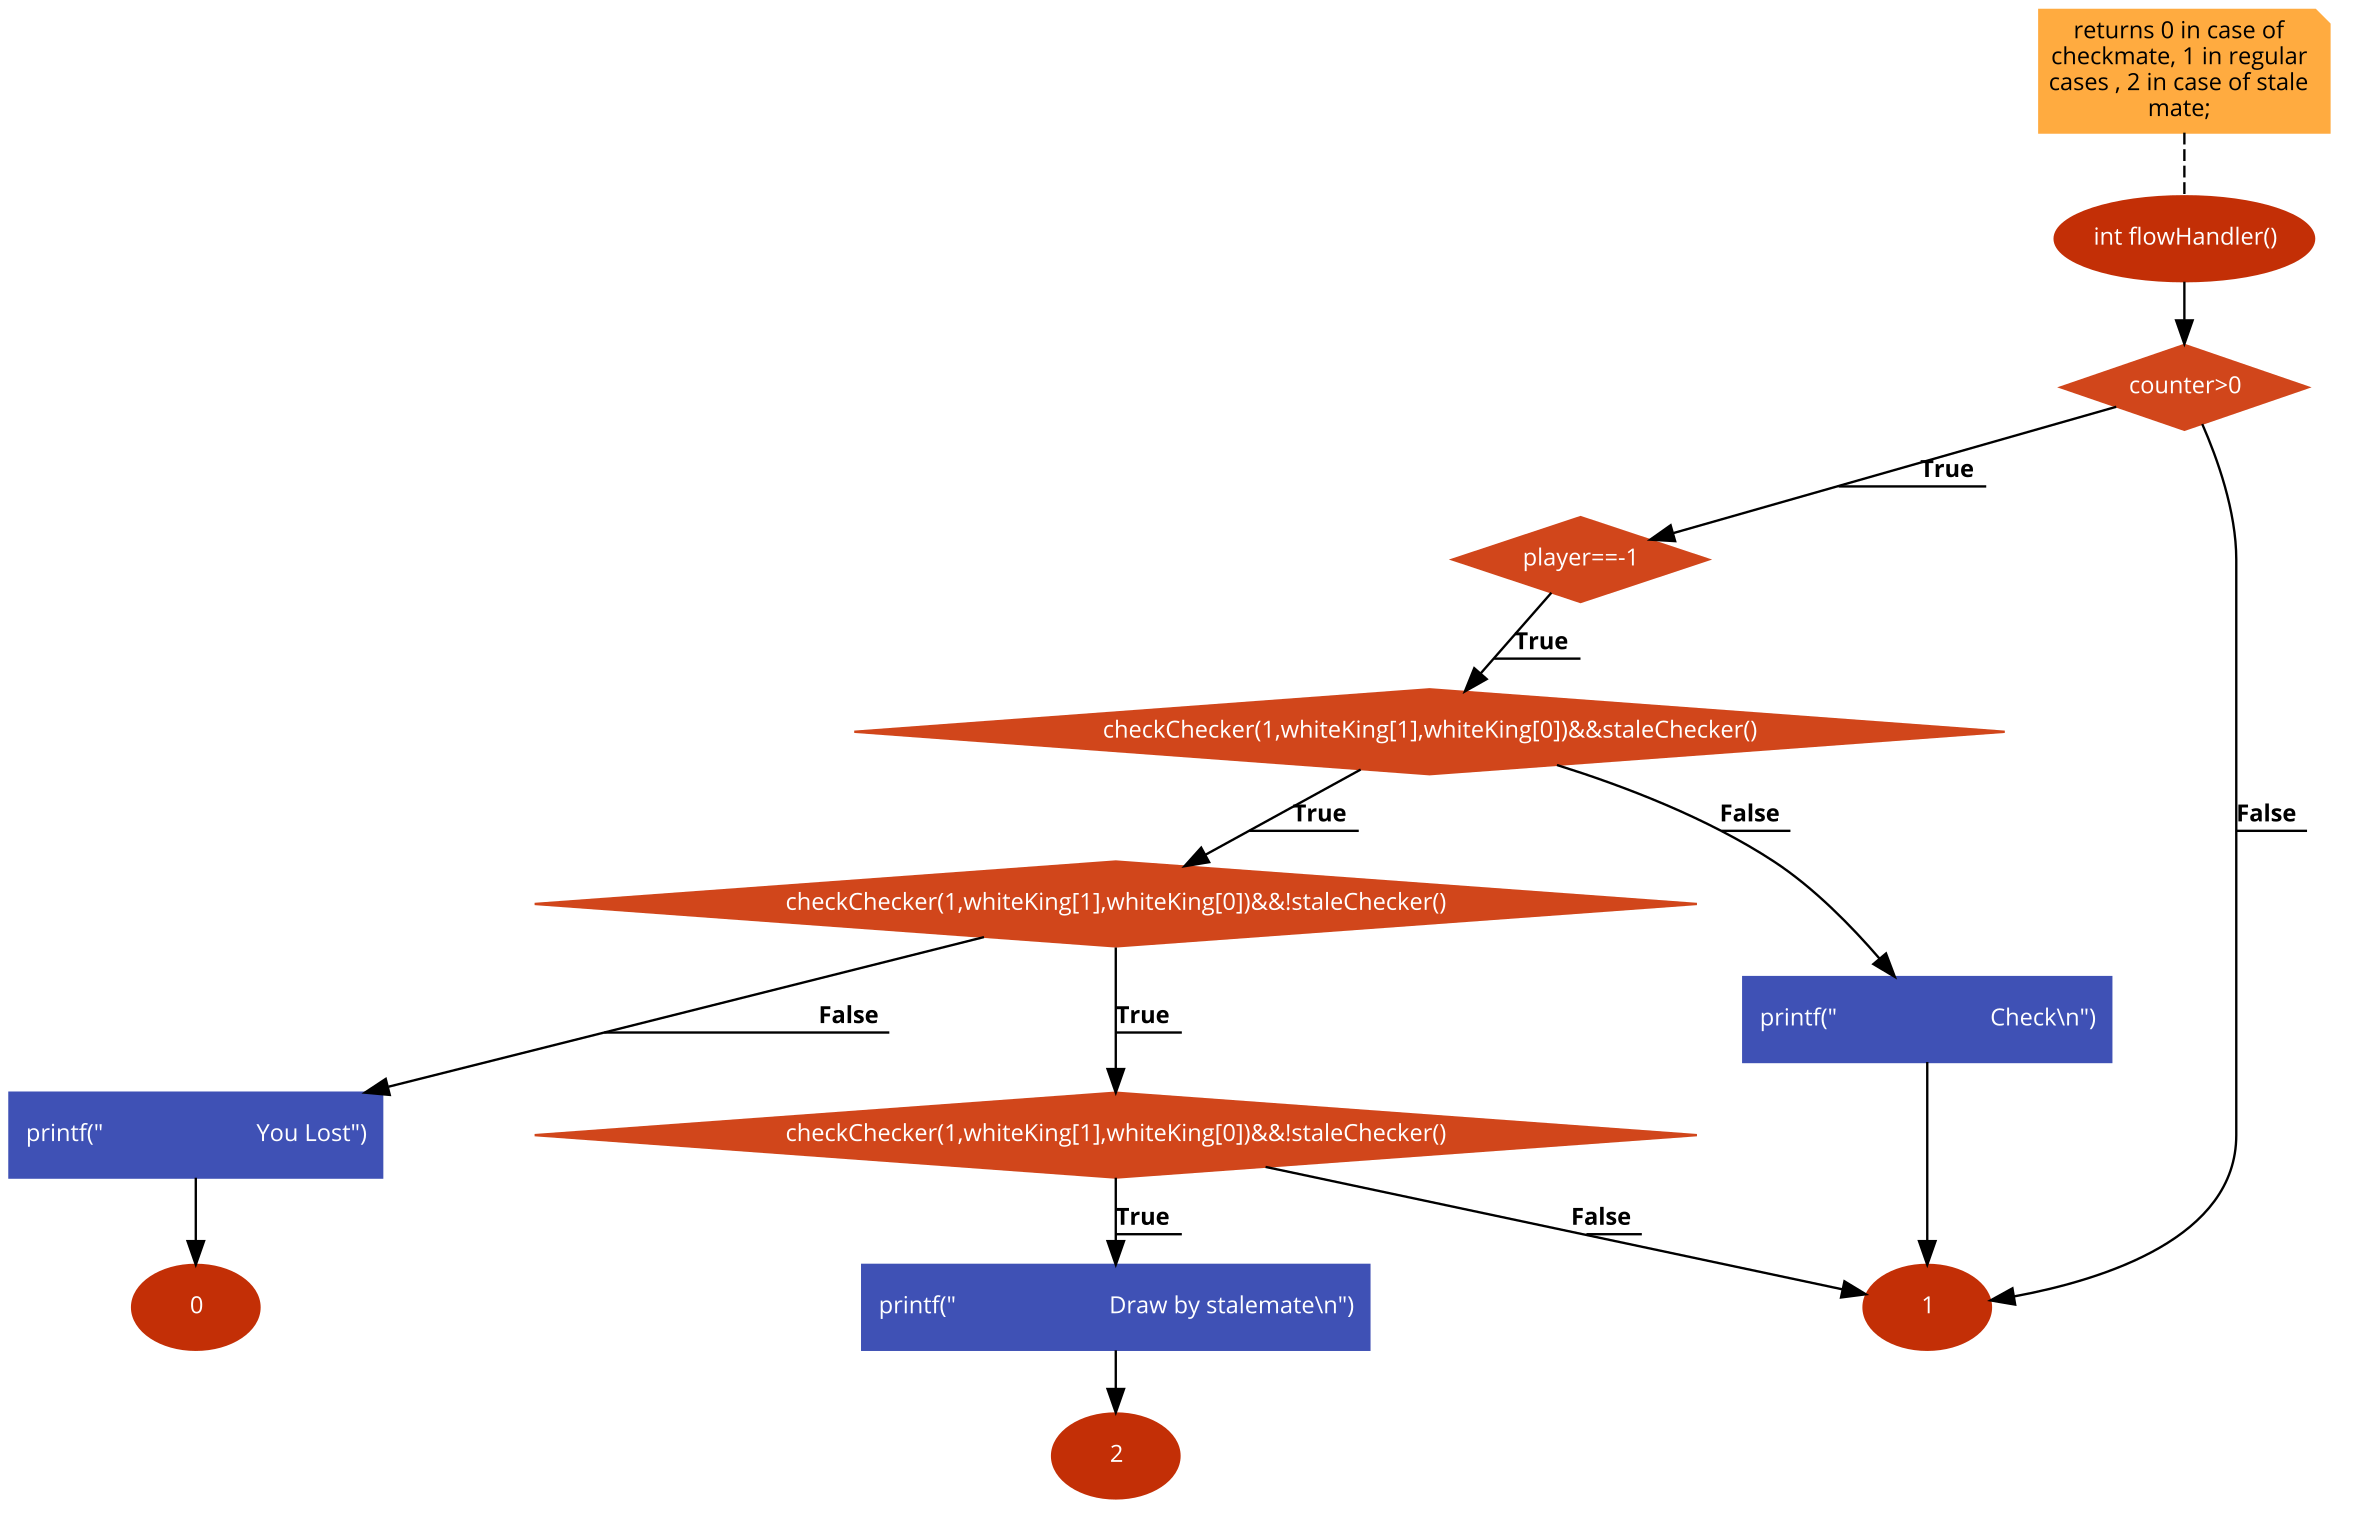 returns 0 in case of
checkmate, 1 in regular
cases , 2 in case of stale
mate;
int flowHandler()
counter>0
True
player==-1
True
checkChecker(1,whiteKing[1],whiteKing[0])&&staleChecker()
True
False
False
checkChecker(1,whiteKing[1],whiteKing[0])&&!staleChecker()
False
True
printf("                    Check\n")
printf("                    You Lost")
checkChecker(1,whiteKing[1],whiteKing[0])&&!staleChecker()
True
False
0
printf("                    Draw by stalemate\n")
1
2